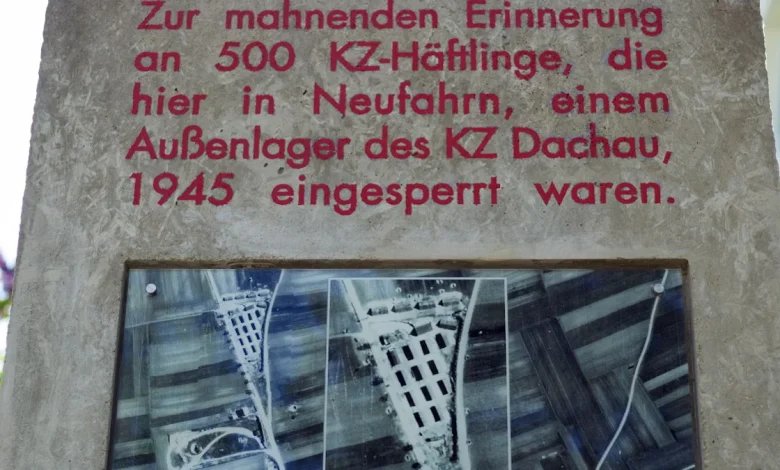 Zur mahnenden Erinnerung
an 500 KZ-Häftlinge, die
hier in Neufahrn, einem
Außenlager des KZ Dachau,
1945 eingesperrt waren.